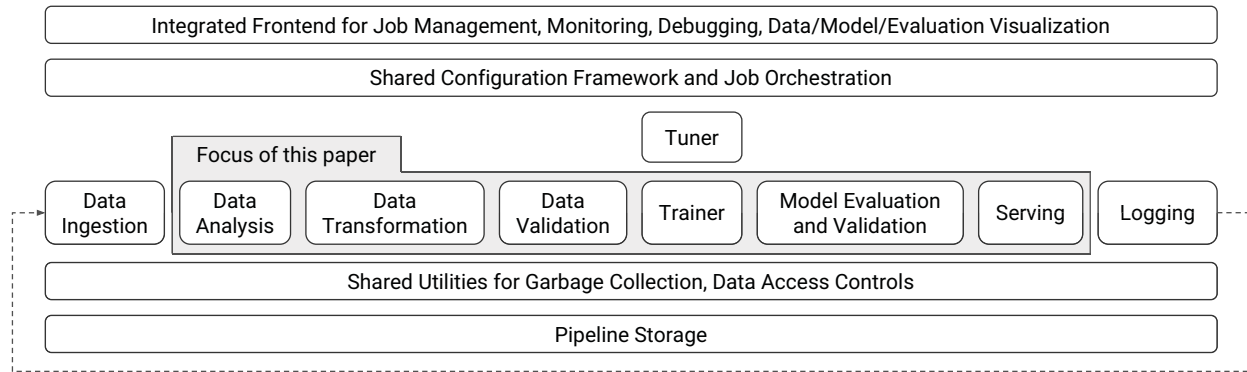 Integrated Frontend for Job Management, Monitoring, Debugging, Data/Model/Evaluation Visualization
Shared Configuration Framework and Job Orchestration
Tuner
Focus of this paper
Data
Ingestion
Data
Analysis
Data
Transformation
Data
Validation
Trainer
Model Evaluation
and Validation
Serving
Logging
Shared Utilities for Garbage Collection, Data Access Controls
Pipeline Storage